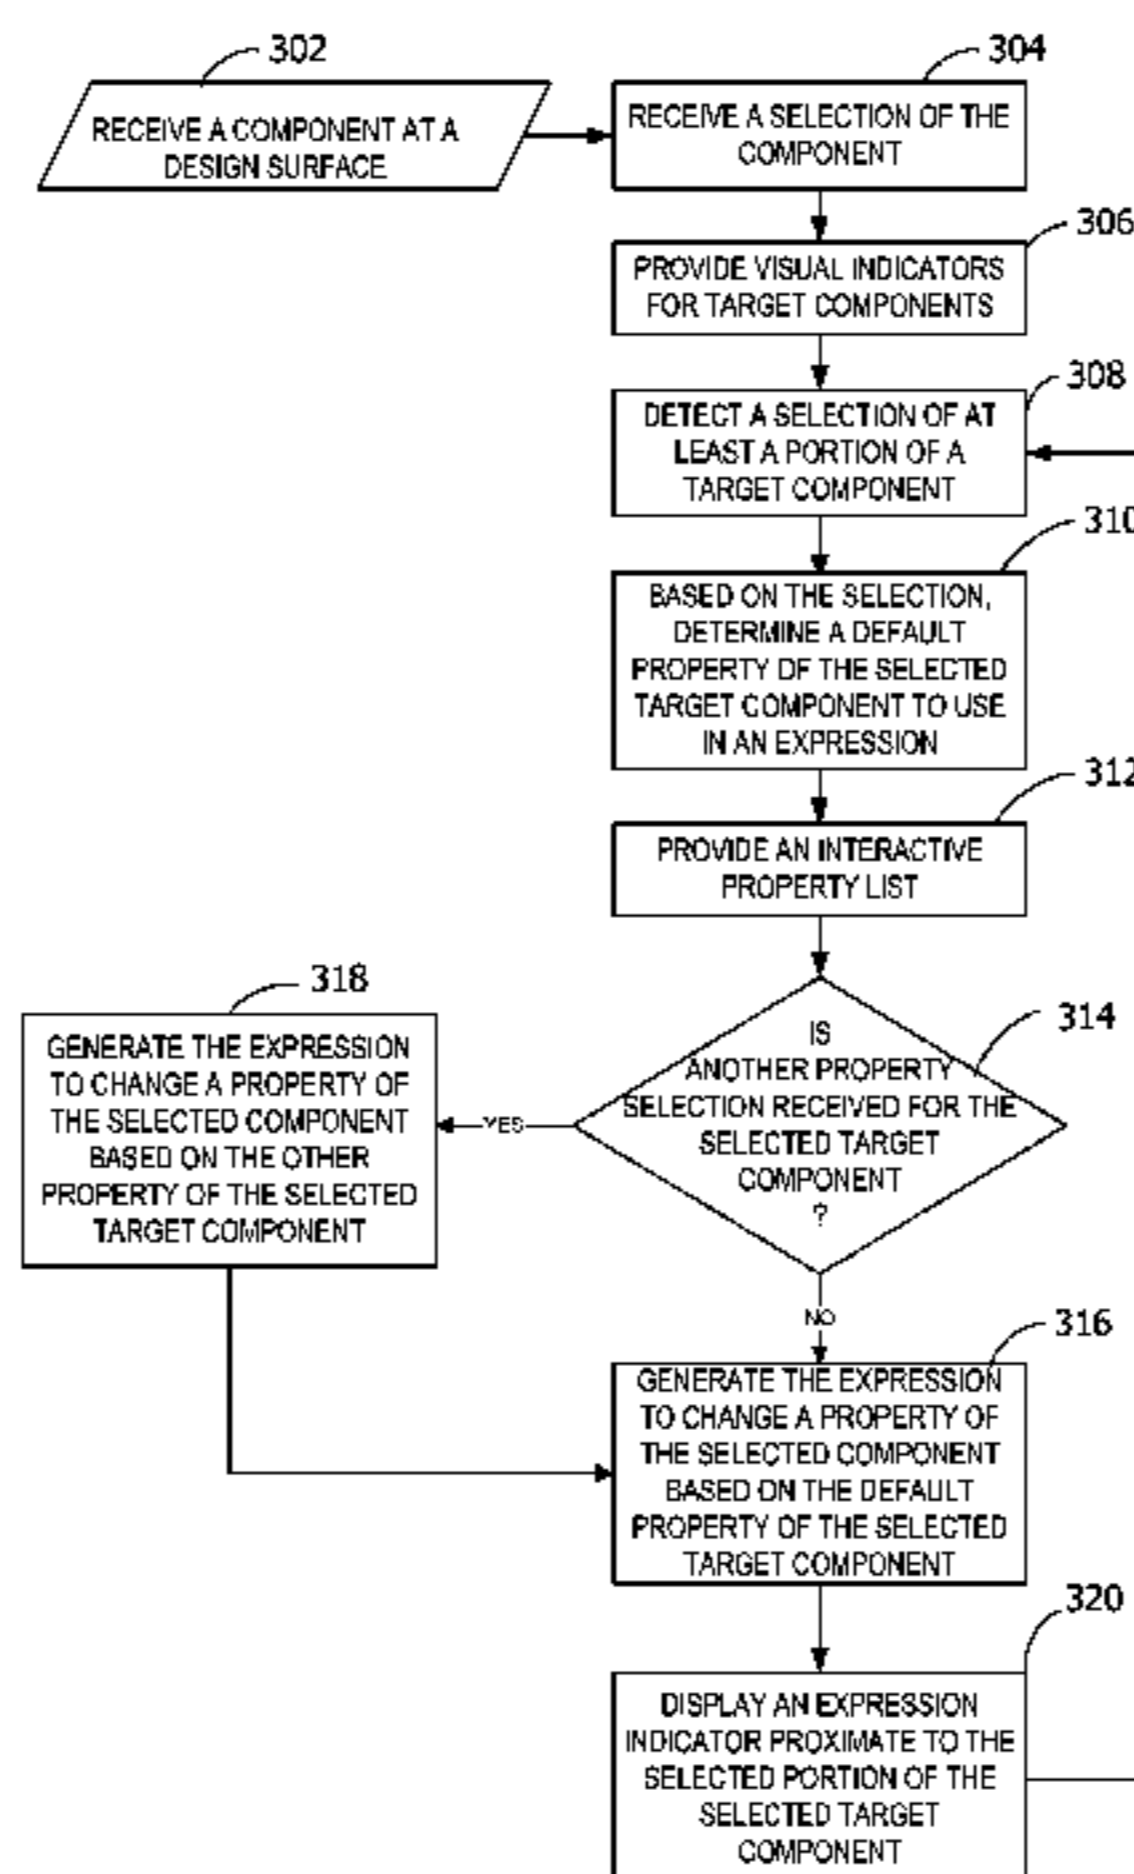 302
RECEIVE A COMPONENT AT A
DESIGN SURFACE
304
RECEIVE A SELECTION OF THE
COMPONENT
306
PROVIDE VISUAL INDICATORS
FOR TARGET COMPONENTS
308
DETECT A SELECTION OF AT
LEAST A PORTION OF A
TARGET COMPONENT
310
BASED ON THE SELECTION,
DETERMINE A DEFAULT
PROPERTY OF THE SELECTED
TARGET COMPONENT TO USE
IN AN EXPRESSION
312
PROVIDE AN INTERACTIVE
PROPERTY LIST
314
IS
ANOTHER PROPERTY
SELECTION RECEIVED FOR THE
SELECTED TARGET
COMPONENT
?
YES
318
GENERATE THE EXPRESSION
TO CHANGE A PROPERTY OF
THE SELECTED COMPONENT
BASED ON THE OTHER
PROPERTY OF THE SELECTED
TARGET COMPONENT
NO
316
GENERATE THE EXPRESSION
TO CHANGE A PROPERTY OF
THE SELECTED COMPONENT
BASED ON THE DEFAULT
PROPERTY OF THE SELECTED
TARGET COMPONENT
320
DISPLAY AN EXPRESSION
INDICATOR PROXIMATE TO THE
SELECTED PORTION OF THE
SELECTED TARGET
COMPONENT